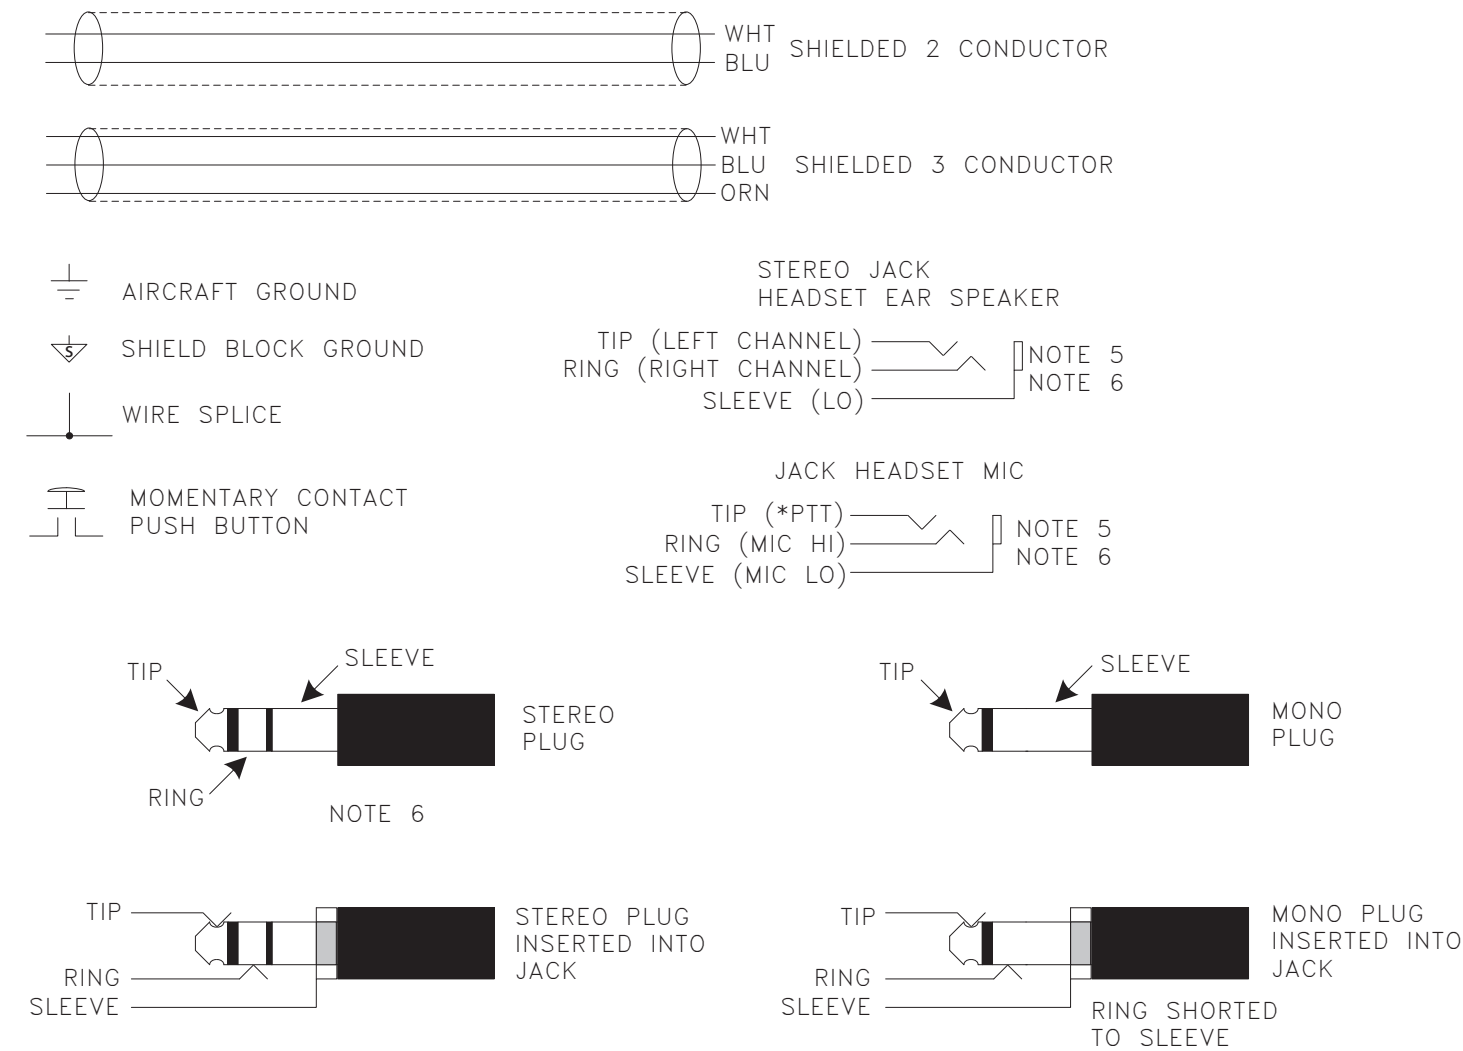 WHT
BLU
SHIELDED 2 CONDUCTOR
WHT
BLU
ORN
SHIELDED 3 CONDUCTOR
AIRCRAFT GROUND
S
SHIELD BLOCK GROUND
WIRE SPLICE
MOMENTARY CONTACT
PUSH BUTTON
STEREO JACK
HEADSET EAR SPEAKER
TIP (LEFT CHANNEL)
RING (RIGHT CHANNEL)
SLEEVE (LO)
NOTE 5
NOTE 6
JACK HEADSET MIC
TIP (*PTT)
RING (MIC HI)
SLEEVE (MIC LO)
NOTE 5
NOTE 6
TIP
SLEEVE
RING
STEREO
PLUG
NOTE 6
TIP
SLEEVE
MONO
PLUG
TIP
RING
SLEEVE
STEREO PLUG
INSERTED INTO
JACK
TIP
RING
SLEEVE
MONO PLUG
INSERTED INTO
JACK
RING SHORTED
TO SLEEVE